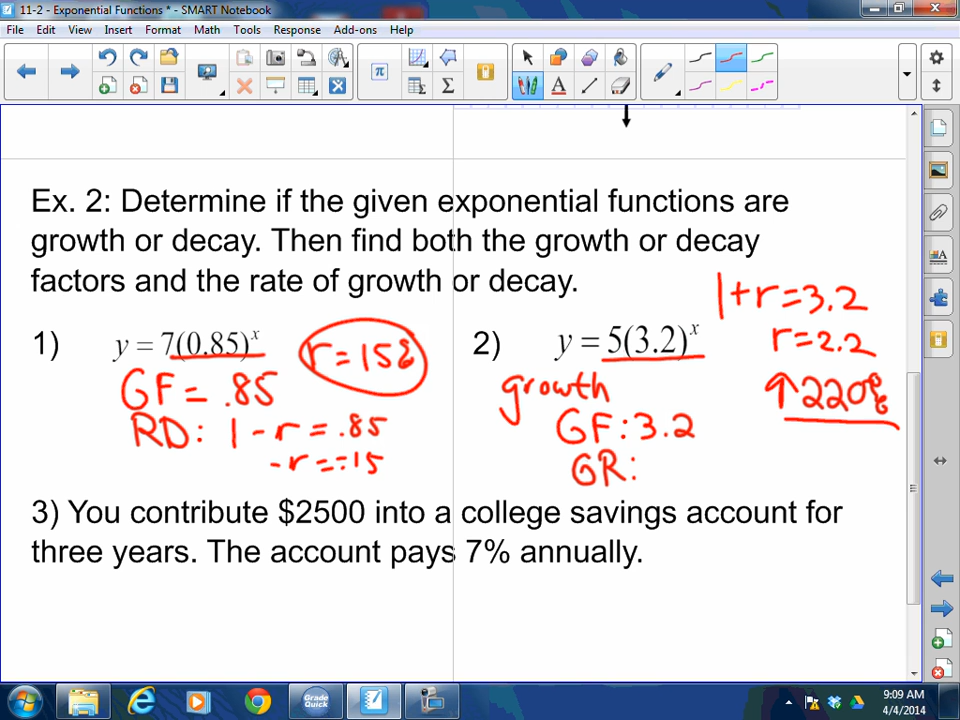 11-2 - Exponential Functions * - SMART Notebook
File Edit View Insert Format Math Tools Response Add-ons Help
Ex. 2: Determine if the given exponential functions are
growth or decay. Then find both the growth or decay
factors and the rate of growth or decay.
1) y = 7(0.85)^x
r = 15%
GF = .85
RD: 1 - r = .85
-r = -.15
2) y = 5(3.2)^x
1+r=3.2
r=2.2
↑220%
growth
GF: 3.2
GR:
3) You contribute $2500 into a college savings account for
three years. The account pays 7% annually.
Grade
Quick
9:09 AM
4/4/2014